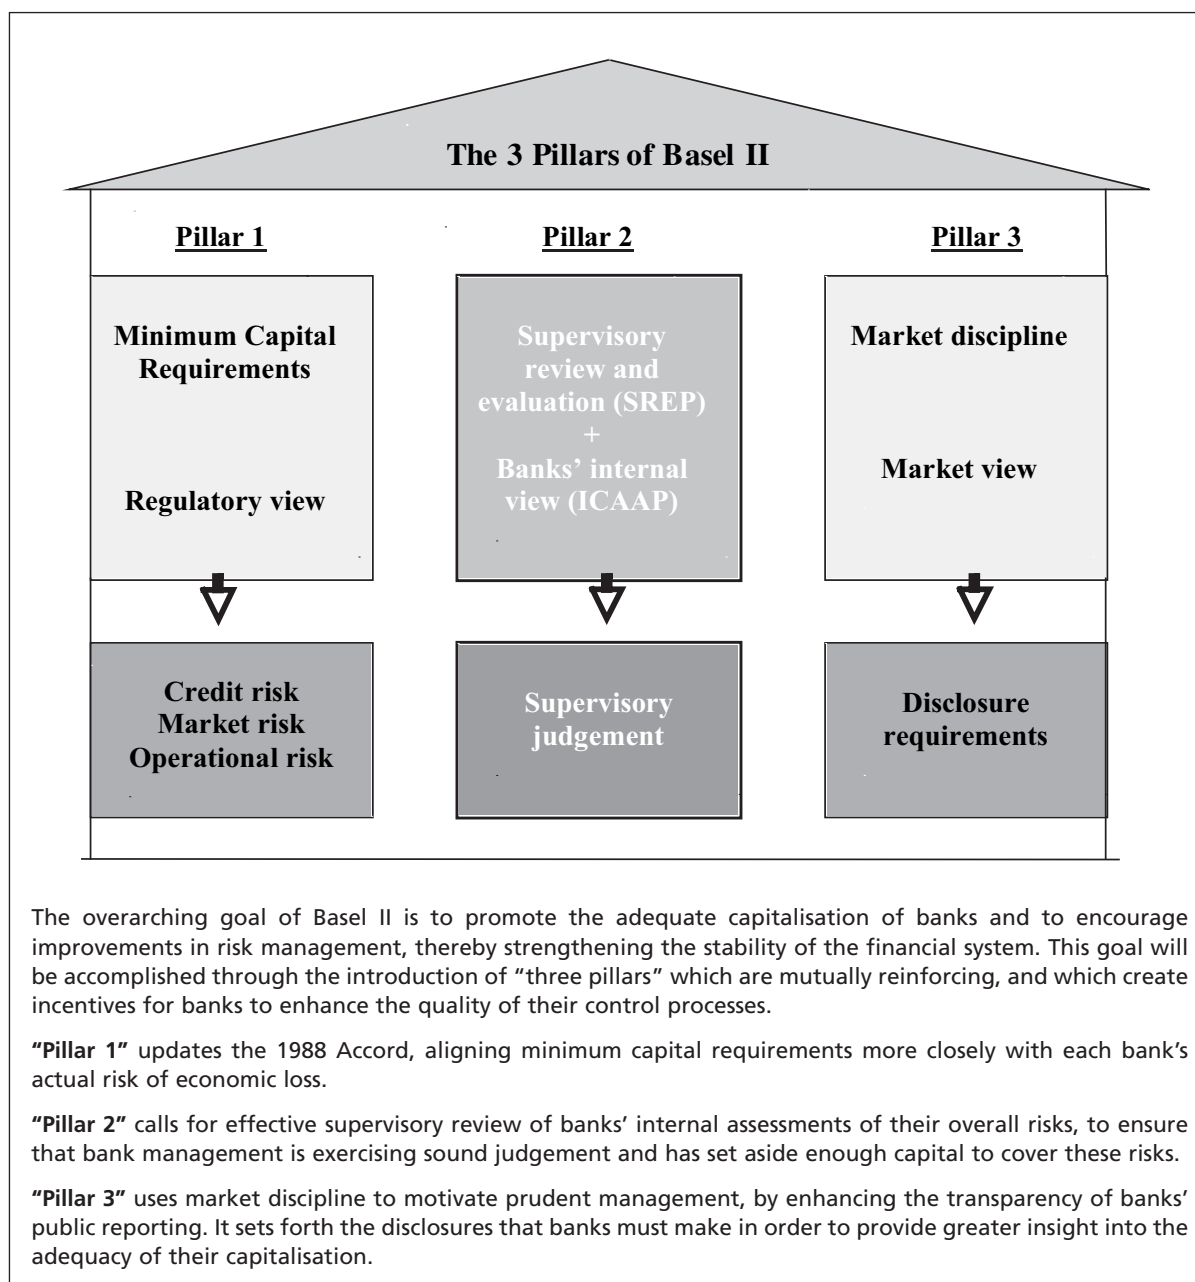 The 3 Pillars of Basel II
Pillar 1
Minimum Capital
Requirements
Regulatory view
Credit risk
Market risk
Operational risk
Pillar 2
Supervisory
review and
evaluation (SREP)
+
Banks’ internal
view (ICAAP)
Supervisory
judgement
Pillar 3
Market discipline
Market view
Disclosure
requirements
The overarching goal of Basel II is to promote the adequate capitalisation of banks and to encourage
improvements in risk management, thereby strengthening the stability of the financial system. This goal will
be accomplished through the introduction of “three pillars” which are mutually reinforcing, and which create
incentives for banks to enhance the quality of their control processes.
“Pillar 1” updates the 1988 Accord, aligning minimum capital requirements more closely with each bank’s
actual risk of economic loss.
“Pillar 2” calls for effective supervisory review of banks’ internal assessments of their overall risks, to ensure
that bank management is exercising sound judgement and has set aside enough capital to cover these risks.
“Pillar 3” uses market discipline to motivate prudent management, by enhancing the transparency of banks’
public reporting. It sets forth the disclosures that banks must make in order to provide greater insight into the
adequacy of their capitalisation.